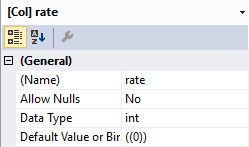 [Col] rate
(General)
(Name) rate
Allow Nulls No
Data Type int
Default Value or Bir ((0))